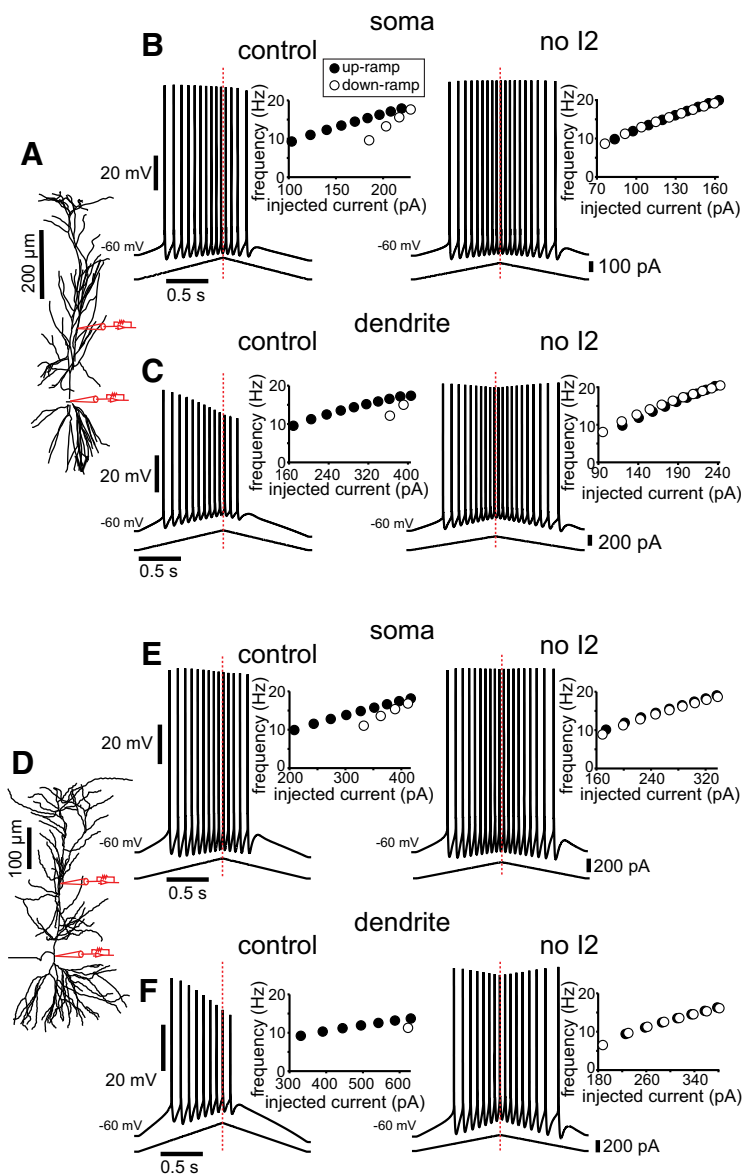 soma
B
control
no I2
up-ramp
down-ramp
20 mV
-60 mV
0.5 s
frequency (Hz)
20
10
0
100 150 200
injected current (pA)
-60 mV
100 pA
frequency (Hz)
20
10
0
70 100 130 160
injected current (pA)
A
200 µm
dendrite
C
control
no I2
20 mV
-60 mV
0.5 s
frequency (Hz)
20
10
0
160 240 320 400
injected current (pA)
-60 mV
200 pA
frequency (Hz)
20
10
0
90 140 190 240
injected current (pA)
soma
E
control
no I2
20 mV
-60 mV
0.5 s
frequency (Hz)
20
10
0
200 300 400
injected current (pA)
-60 mV
200 pA
frequency (Hz)
20
10
0
160 240 320
injected current (pA)
D
100 µm
dendrite
F
control
no I2
20 mV
-60 mV
0.5 s
frequency (Hz)
20
10
0
300 400 500 600
injected current (pA)
-60 mV
200 pA
frequency (Hz)
20
10
0
180 260 340
injected current (pA)